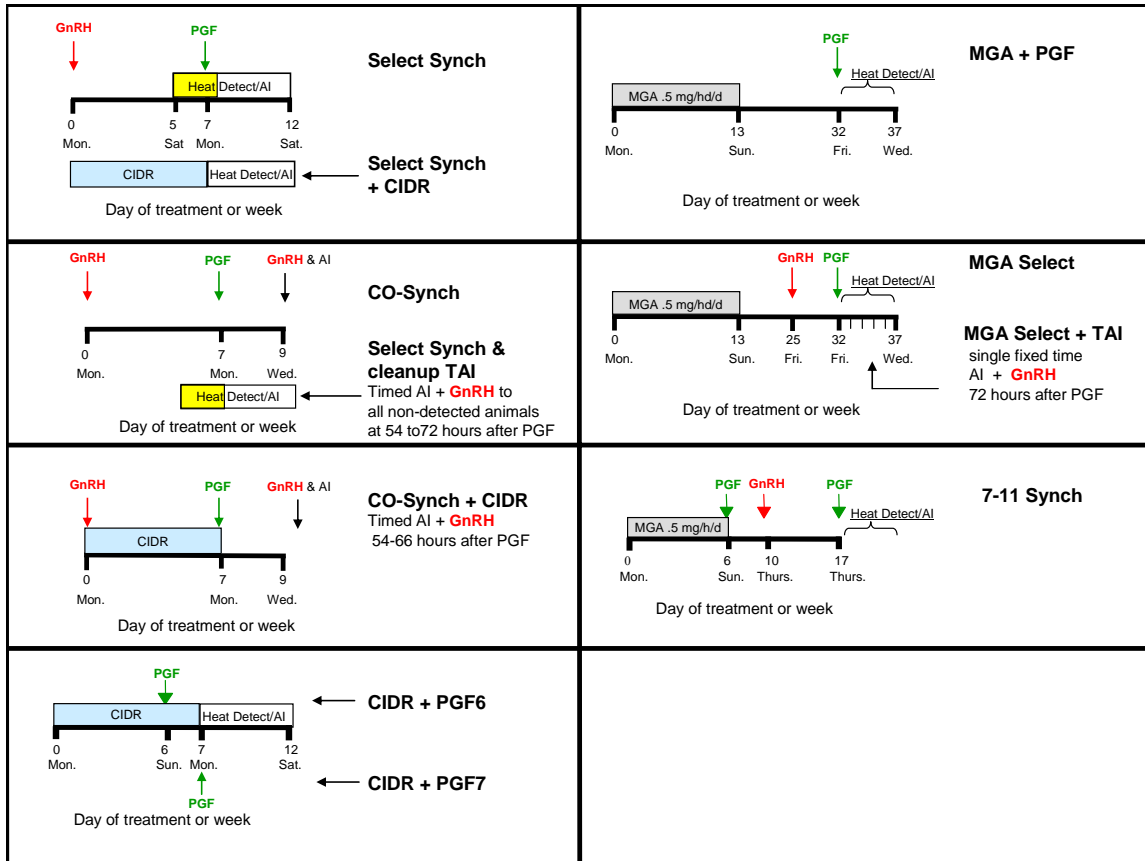 GnRH
PGF
Select Synch
Heat Detect/AI
0 5 7 12
Mon. Sat Mon. Sat.
CIDR Heat Detect/AI
Select Synch
+ CIDR
Day of treatment or week
MGA + PGF
PGF
Heat Detect/AI
MGA .5 mg/hd/d
0 13 32 37
Mon. Sun. Fri. Wed.
Day of treatment or week
GnRH PGF GnRH & AI
CO-Synch
0 7 9
Mon. Mon. Wed.
Select Synch &
cleanup TAI
Timed AI + GnRH to
all non-detected animals
at 54 to72 hours after PGF
Heat Detect/AI
Day of treatment or week
MGA Select
GnRH PGF
Heat Detect/AI
MGA .5 mg/hd/d
0 13 25 32 37
Mon. Sun. Fri. Fri. Wed.
MGA Select + TAI
single fixed time
AI + GnRH
72 hours after PGF
Day of treatment or week
GnRH PGF GnRH & AI
CO-Synch + CIDR
Timed AI + GnRH
54-66 hours after PGF
CIDR
0 7 9
Mon. Mon. Wed.
Day of treatment or week
PGF GnRH PGF
7-11 Synch
Heat Detect/AI
MGA .5 mg/h/d
0 6 10 17
Mon. Sun. Thurs. Thurs.
Day of treatment or week
PGF
CIDR + PGF6
CIDR Heat Detect/AI
0 6 7 12
Mon. Sun. Mon. Sat.
CIDR + PGF7
PGF
Day of treatment or week